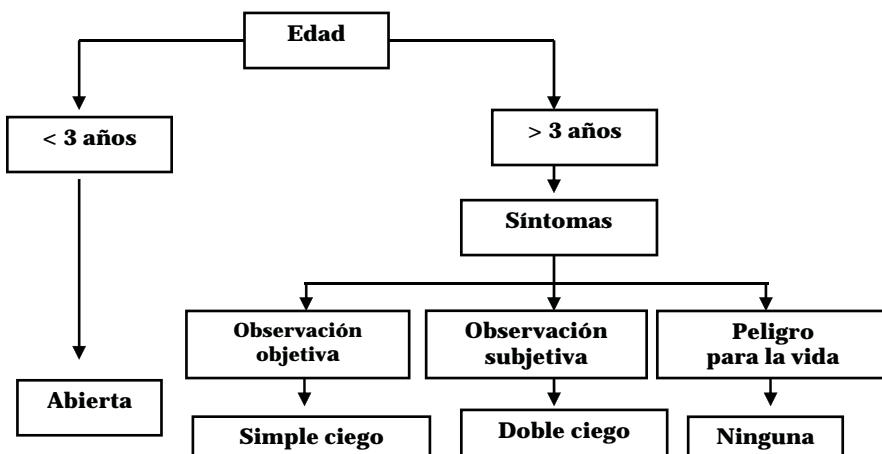 Edad
< 3 años
> 3 años
Síntomas
Observación
objetiva
Observación
subjetiva
Peligro
para la vida
Abierta
Simple ciego
Doble ciego
Ninguna